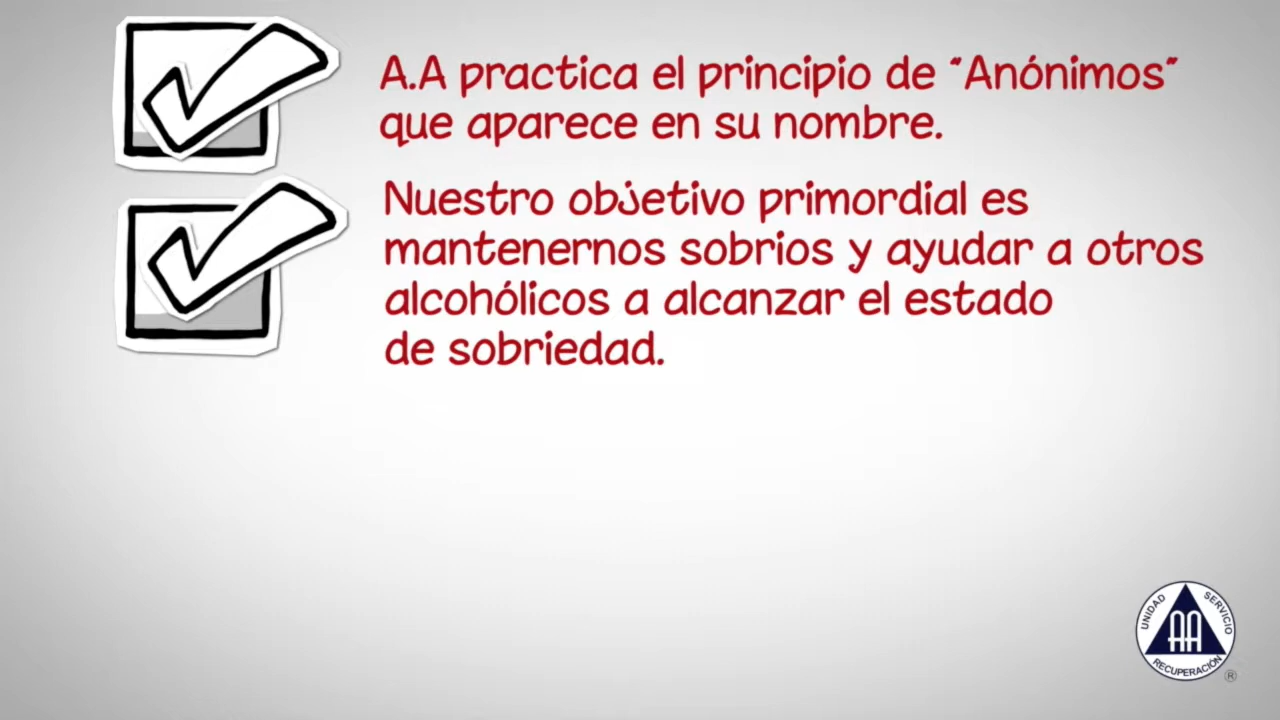 A.A practica el principio de “Anónimos”
que aparece en su nombre.
Nuestro objetivo primordial es
mantenernos sobrios y ayudar a otros
alcohólicos a alcanzar el estado
de sobriedad.
UNIDAD
SERVICIO
AA
RECUPERACIÓN
®